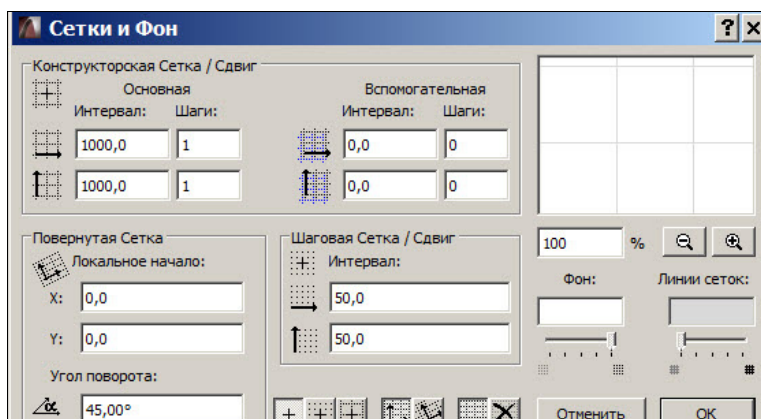 Сетки и Фон
Конструкторская Сетка / Сдвиг
Основная Вспомогательная
Интервал: Шаги: Интервал: Шаги:
1000,0 1 0,0 0
1000,0 1 0,0 0
Повернутая Сетка Шаговая Сетка / Сдвиг 100 %
Локальное начало: Интервал: Фон: Линии сеток:
X: 0,0 50,0
Y: 0,0 50,0
Угол поворота:
α 45,00° Отменить OK